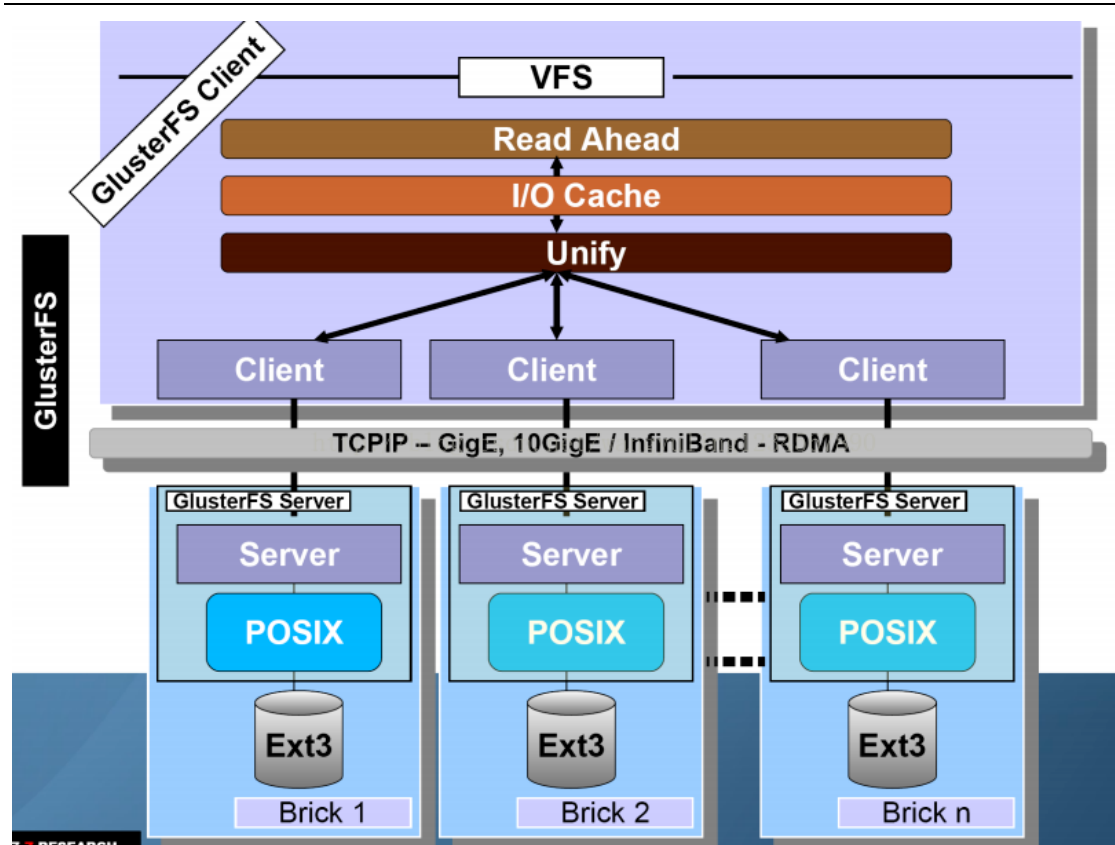 GlusterFS Client
VFS
Read Ahead
I/O Cache
Unify
GlusterFS
Client Client Client
TCPIP – GigE, 10GigE / InfiniBand - RDMA
GlusterFS Server GlusterFS Server GlusterFS Server
Server Server Server
POSIX POSIX POSIX
Ext3 Ext3 Ext3
Brick 1 Brick 2 Brick n
RESEARCH